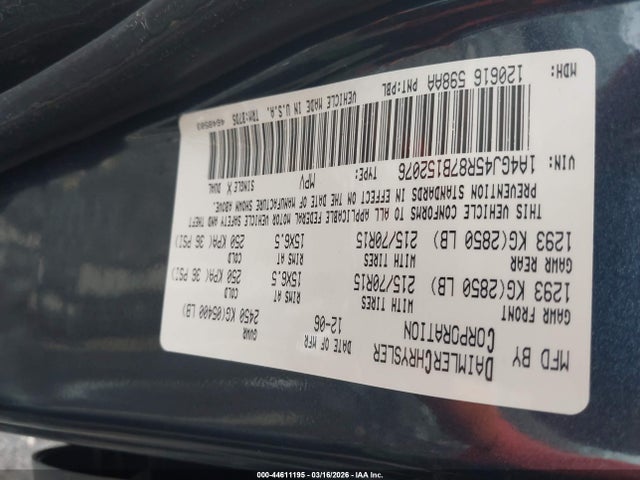 MFD BY DAIMLERCHRYSLER CORPORATION
DATE OF MFR 12-06
GVWR 2450 KG(05400 LB)
GAWR FRONT WITH TIRES RIMS AT COLD
1293 KG(2850 LB) 215/70R15 15X6.5 250 KPA( 36 PSI)
GAWR REAR WITH TIRES RIMS AT COLD
1293 KG(2850 LB) 215/70R15 15X6.5 250 KPA( 36 PSI)
THIS VEHICLE CONFORMS TO ALL APPLICABLE FEDERAL MOTOR VEHICLE SAFETY AND THEFT
PREVENTION STANDARDS IN EFFECT ON THE DATE OF MANUFACTURE SHOWN ABOVE.
VIN: 1A4GJ45R87B152076 TYPE: MPV SINGLE X DUAL
MDH: 120616 598AA PNT-PBL VEHICLE MADE IN U.S.A.
000-44611195 - 03/16/2026 - IAA Inc.